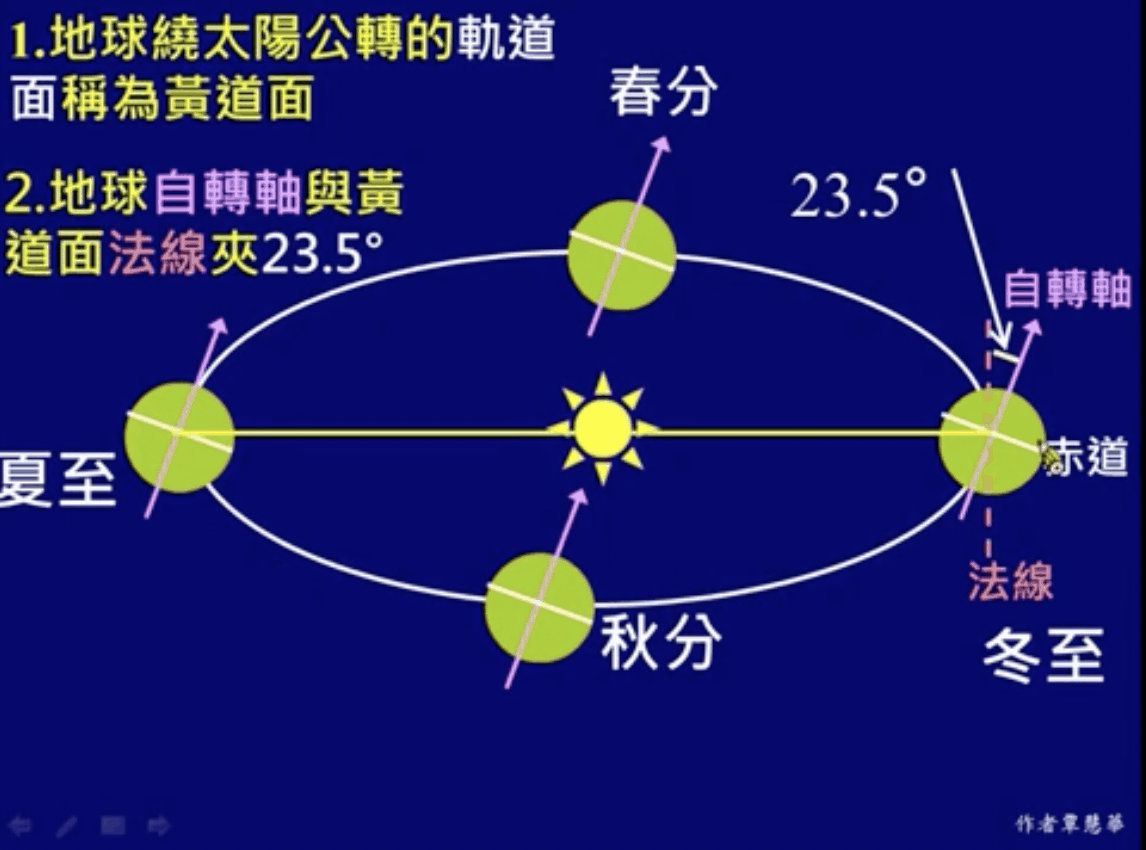 1.地球繞太陽公轉的軌道
面稱為黃道面
春分
2.地球自轉軸與黃
道面法線夾23.5°
23.5°
自轉軸
夏至
赤道
法線
秋分
冬至
作者覃慧華